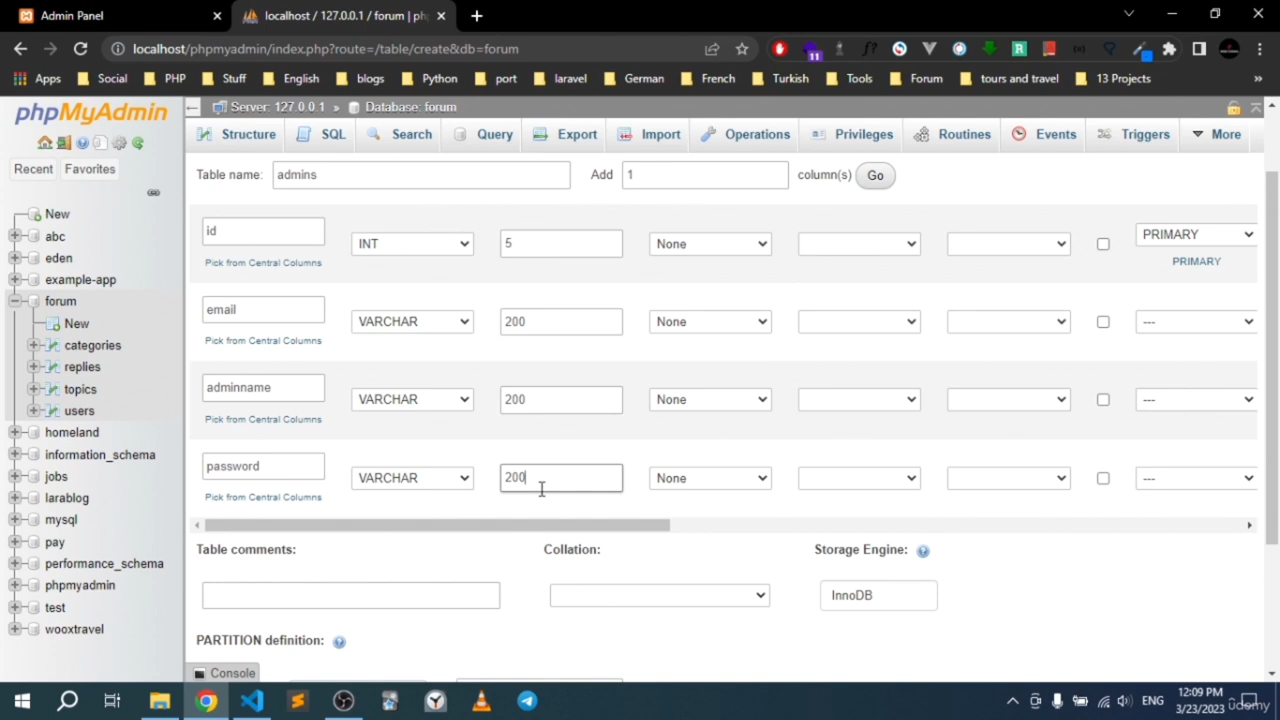 Admin Panel
localhost / 127.0.0.1 / forum | ph
localhost/phpmyadmin/index.php?route=/table/create&db=forum
11
Apps Social PHP Stuff English blogs Python port laravel German French Turkish Tools Forum tours and travel 13 Projects »
phpMyAdmin
Recent Favorites
New
abc
eden
example-app
forum
New
categories
replies
topics
users
homeland
information_schema
jobs
larablog
mysql
pay
performance_schema
phpmyadmin
test
wooxtravel
Server: 127.0.0.1 » Database: forum
Structure SQL Search Query Export Import Operations Privileges Routines Events Triggers More
Table name: admins Add 1 column(s) Go
id INT 5 None PRIMARY
Pick from Central Columns PRIMARY
email VARCHAR 200 None ---
Pick from Central Columns
adminname VARCHAR 200 None ---
Pick from Central Columns
password VARCHAR 200 None ---
Pick from Central Columns
Table comments: Collation: Storage Engine:
InnoDB
PARTITION definition:
Console
ENG
12:09 PM
3/23/2023
udemy